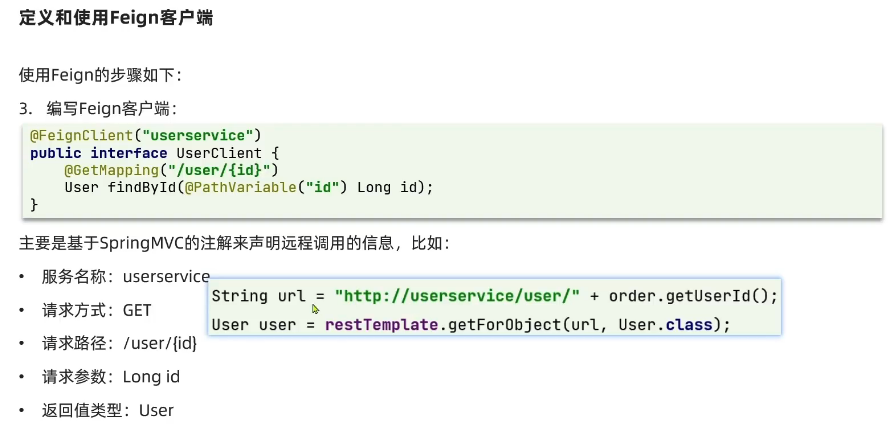 定义和使用Feign客户端
使用Feign的步骤如下：
3. 编写Feign客户端：
@FeignClient("userservice")
public interface UserClient {
@GetMapping("/user/{id}")
User findById(@PathVariable("id") Long id);
}
主要是基于SpringMVC的注解来声明远程调用的信息，比如：
• 服务名称：userservice
String url = "http://userservice/user/" + order.getUserId();
• 请求方式：GET
User user = restTemplate.getForObject(url, User.class);
• 请求路径：/user/{id}
• 请求参数：Long id
• 返回值类型：User